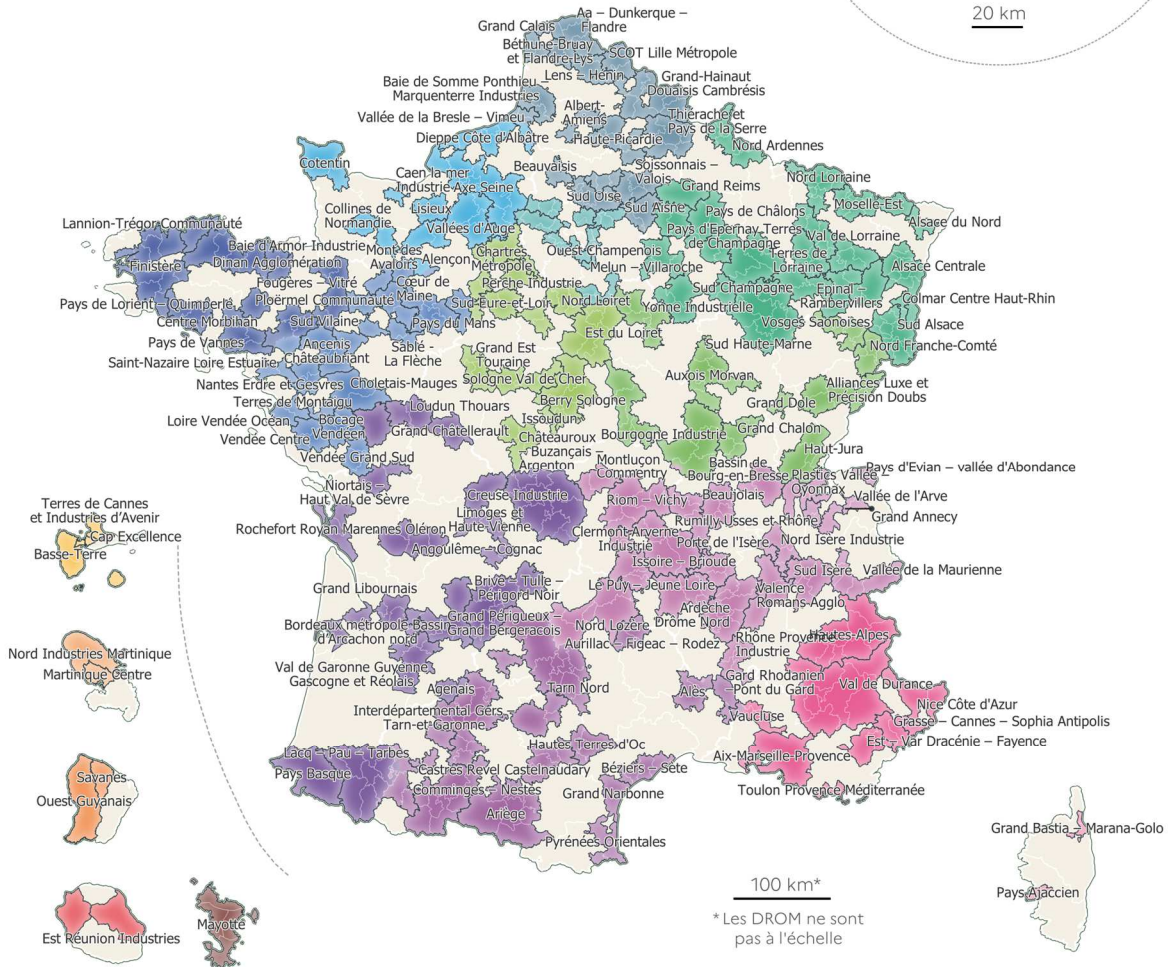 20 km
Aa – Dunkerque –
Flandre
Grand Calais
Béthune-Bruay
et Flandre-Lys
SCOT Lille Métropole
Lens – Hénin
Grand-Hainaut
Douaisis Cambrésis
Baie de Somme Ponthieu –
Marquenterre Industries
Albert-
Amiens
Thiérache et
Pays de la Serre
Vallée de la Bresle – Vimeu
Haute-Picardie
Dieppe Côte d'Albâtre
Nord Ardennes
Cotentin
Beauvaisis
Soissonnais –
Valois
Caen la mer
Industrie
Axe Seine
Sud Oise
Sud Aisne
Grand Reims
Nord Lorraine
Moselle-Est
Collines de
Normandie
Lisieux
Vallées d'Auge
Pays de Châlons
Pays d'Epernay Terres
de Champagne
Val de Lorraine
Alsace du Nord
Lannion-Trégor Communauté
Baie d'Armor Industrie
Dinan Agglomération
Finistère
Mont des
Avaloirs
Alençon
Chartres
Métropole
Ouest Champenois
Melun – Villaroche
Terres de
Lorraine
Alsace Centrale
Fougères – Vitré
Cœur de
Maine
Perche Industrie
Sud Champagne
Epinal –
Rambervillers
Colmar Centre Haut-Rhin
Pays de Lorient – Quimperlé
Ploërmel Communauté
Sud-Eure-et-Loir
Nord Loiret
Yonne Industrielle
Centre Morbihan
Sud Vilaine
Pays du Mans
Est du Loiret
Vosges Saônoises
Sud Alsace
Pays de Vannes
Ancenis
Châteaubriant
Sablé -
La Flèche
Grand Est
Touraine
Sud Haute-Marne
Nord Franche-Comté
Saint-Nazaire Loire Estuaire
Nantes Erdre et Gesvres
Choletais-Mauges
Sologne Val de Cher
Auxois Morvan
Alliances Luxe et
Précision Doubs
Terres de Montaigu
Loudun Thouars
Berry Sologne
Grand Dole
Loire Vendée Océan
Bocage
Vendéen
Grand Châtellerault
Issoudun
Châteauroux
Bourgogne Industrie
Grand Chalon
Vendée Centre
Vendée Grand Sud
Buzançais –
Argenton
Montluçon
Commentry
Bassin de
Bourg-en-Bresse
Haut-Jura
Plastics Vallée –
Oyonnax
Pays d'Evian – vallée d'Abondance
Niortais –
Haut Val de Sèvre
Creuse Industrie
Riom – Vichy
Beaujolais
Vallée de l'Arve
Grand Annecy
Terres de Cannes
et Industries d'Avenir
Cap Excellence
Basse-Terre
Limoges et
Haute-Vienne
Rumilly Usses et Rhône
Rochefort Royan Marennes Oléron
Angoulême – Cognac
Clermont-Arverne
Industrie
Porte de l'Isère
Nord Isère Industrie
Issoire – Brioude
Sud Isère
Vallée de la Maurienne
Grand Libournais
Brive – Tulle –
Périgord Noir
Le Puy – Jeune Loire
Valence
Romans Agglo
Bordeaux métropole Bassin
d'Arcachon nord
Grand Périgueux –
Grand Bergeracois
Nord Lozère
Ardèche
Drôme Nord
Aurillac – Figeac – Rodez
Rhône Provence
Industrie
Hautes-Alpes
Nord Industries Martinique
Martinique Centre
Val de Garonne Guyenne
Gascogne et Réolais
Agenais
Tarn Nord
Alès
Gard Rhodanien
Pont du Gard
Val de Durance
Nice Côte d'Azur
Interdépartemental Gers –
Tarn-et-Garonne
Vaucluse
Grasse – Cannes – Sophia Antipolis
Est – Var Dracénie – Fayence
Lacq – Pau – Tarbes
Hautes Terres d'Oc
Aix-Marseille-Provence
Pays Basque
Castres Revel Castelnaudary
Béziers – Sète
Savanes
Ouest Guyanais
Comminges – Nestes
Grand Narbonne
Toulon Provence Méditerranée
Ariège
Pyrénées Orientales
Grand Bastia – Marana-Golo
100 km*
Pays Ajaccien
* Les DROM ne sont
pas à l'échelle
Mayotte
Est Réunion Industries